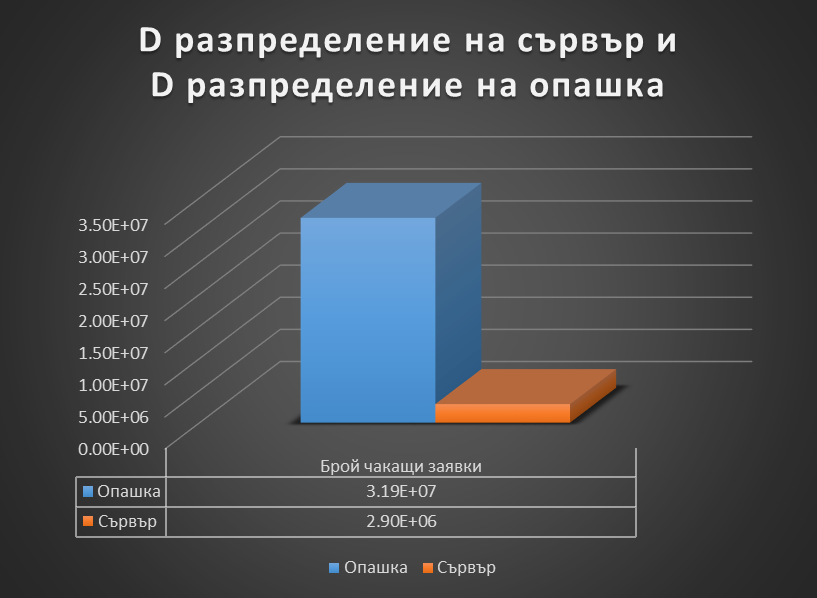 D разпределение на сървър и
D разпределение на опашка
3.50E+07
3.00E+07
2.50E+07
2.00E+07
1.50E+07
1.00E+07
5.00E+06
0.00E+00
Брой чакащи заявки
Опашка 3.19E+07
Сървър 2.90E+06
Опашка Сървър